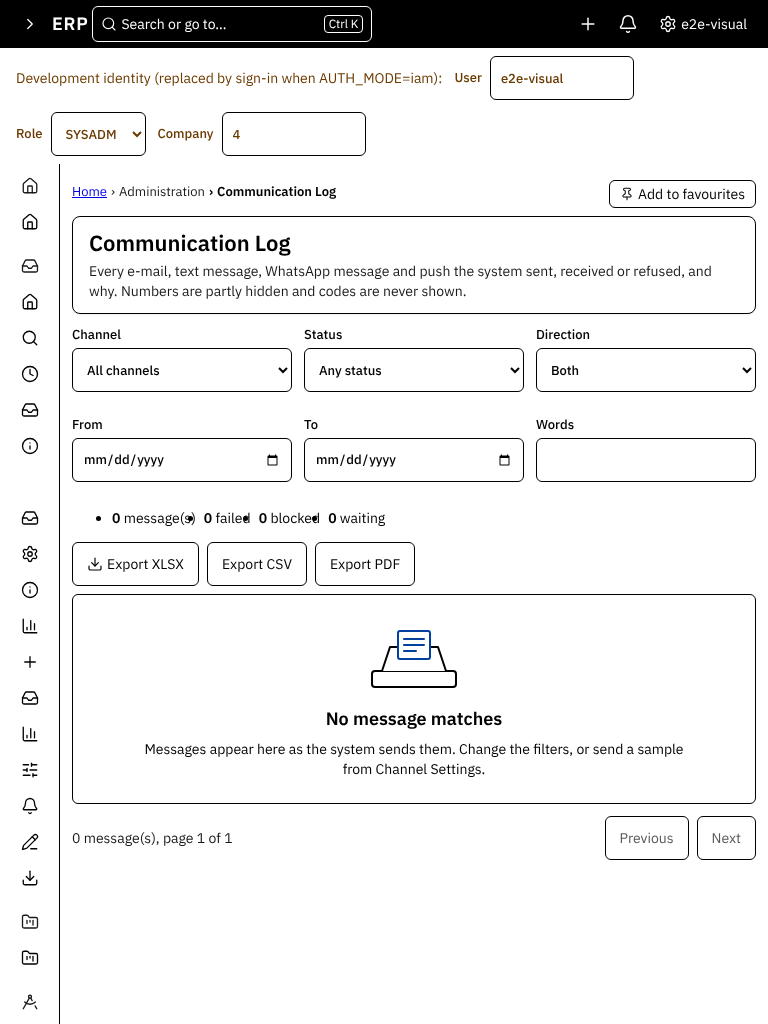 ERP Search or go to... Ctrl K e2e-visual
Development identity (replaced by sign-in when AUTH_MODE=iam): User e2e-visual
Role SYSADM Company 4
Home › Administration › Communication Log Add to favourites
Communication Log
Every e-mail, text message, WhatsApp message and push the system sent, received or refused, and
why. Numbers are partly hidden and codes are never shown.
Channel Status Direction
All channels Any status Both
From To Words
mm/dd/yyyy mm/dd/yyyy
• 0 message(s) • 0 failed • 0 blocked • 0 waiting
Export XLSX Export CSV Export PDF
No message matches
Messages appear here as the system sends them. Change the filters, or send a sample
from Channel Settings.
0 message(s), page 1 of 1 Previous Next